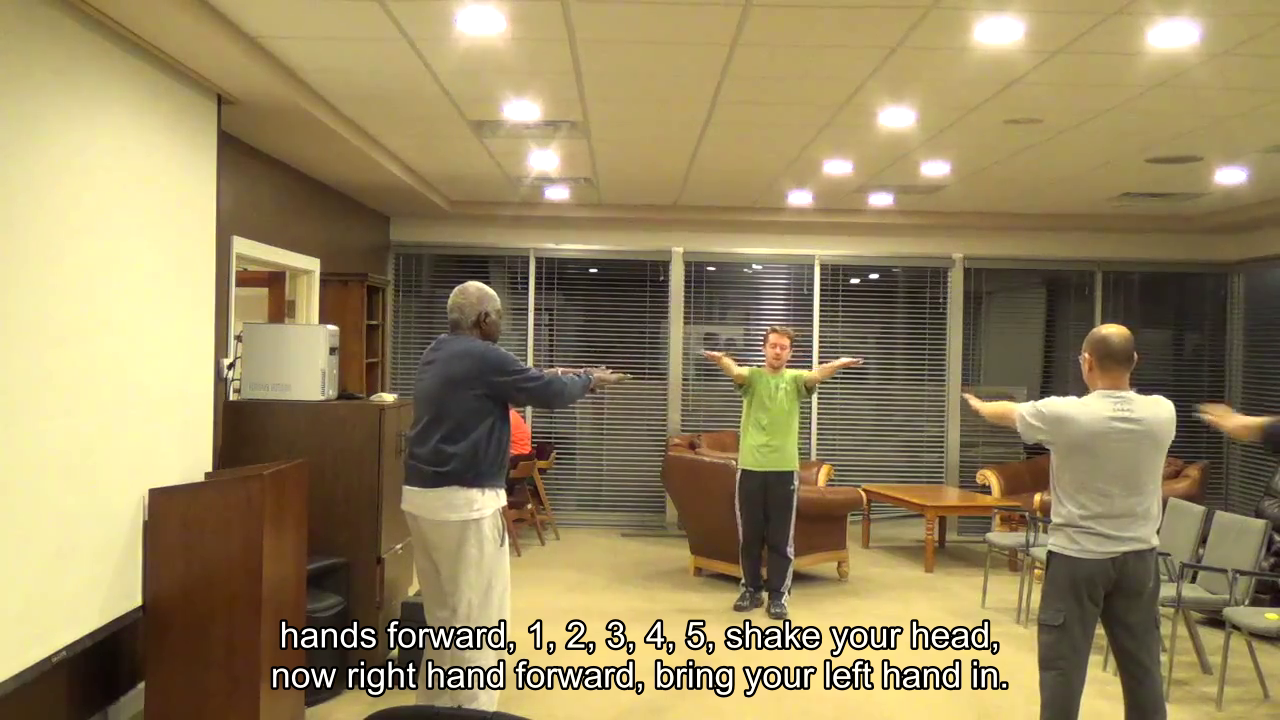 hands forward, 1, 2, 3, 4, 5, shake your head,
now right hand forward, bring your left hand in.